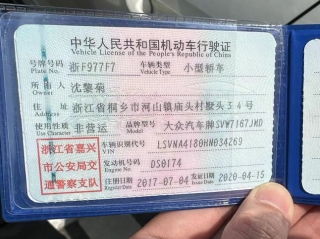 中华人民共和国机动车行驶证
Vehicle License of the People's Republic of China
号牌号码 浙F977F7 车辆类型 小型轿车
Plate No. Vehicle Type
所有人 沈黎菊
Owner
住址 浙江省桐乡市河山镇庙头村墅头34号
Address
使用性质 非营运 品牌型号 大众汽车牌SVW7167JMD
Use Character Model
浙江省嘉兴 车辆识别代号 LSVNA4180HN034269
VIN
市公安局交 发动机号码 DS0174
Engine No.
通警察支队 注册日期 2017-07-04 发证日期 2020-04-15
Register Date Issue Date